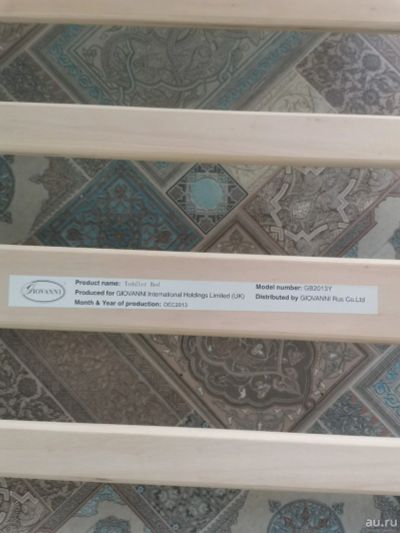 GIOVANNI
Product name: Toddler Bed
Produced for GIOVANNI International Holdings Limited (UK)
Month & Year of production: DEC2013
Model number: GB2013Y
Distributed by GIOVANNI Rus Co.Ltd
au.ru